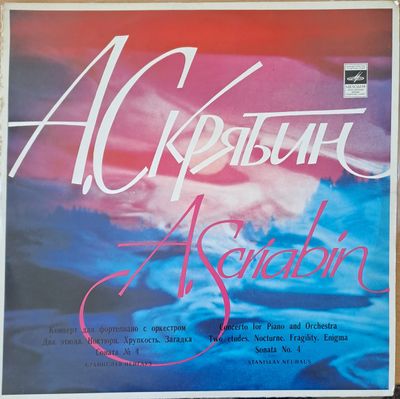 А.Скрябин
A.Scriabin
МЕЛОДИЯ
Концерт для фортепиано с оркестром
Два этюда, Ноктюрн, Хрупкость, Загадка
Соната № 4
СТАНИСЛАВ НЕЙГАУЗ
Concerto for Piano and Orchestra
Two etudes, Nocturne, Fragility, Enigma
Sonata No. 4
STANISLAV NEUHAUS